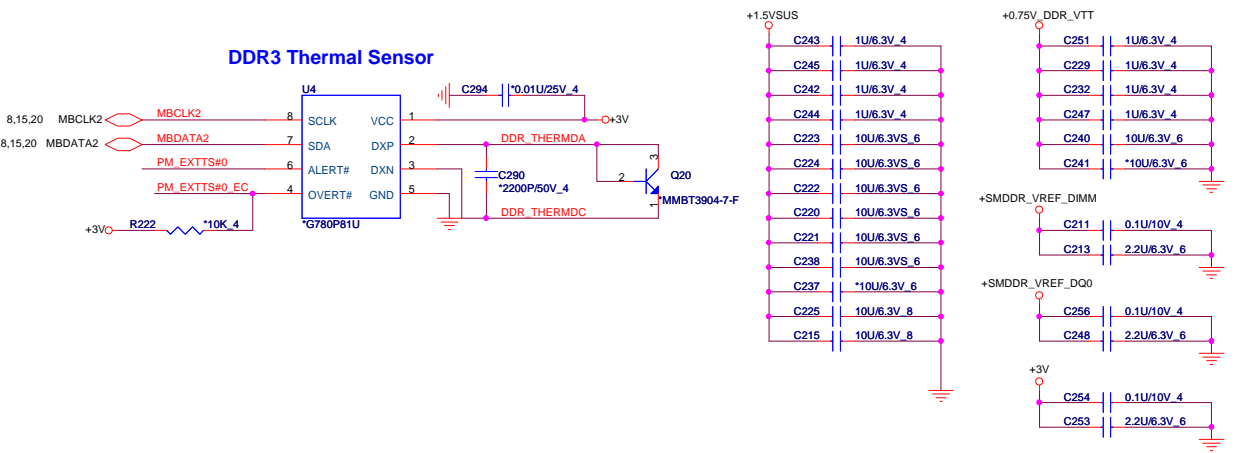 DDR3 Thermal Sensor
U4
C294 *0.01U/25V_4
8,15,20 MBCLK2 MBCLK2 8 SCLK VCC 1 +3V
8,15,20 MBDATA2 MBDATA2 7 SDA DXP 2 DDR_THERMDA
PM_EXTTS#0 6 ALERT# DXN 3
PM_EXTTS#0_EC 4 OVERT# GND 5
C290
*2200P/50V_4
DDR_THERMDC
3
2
1
Q20
*MMBT3904-7-F
*G780P81U
+3V R222 *10K_4
+1.5VSUS
C243 1U/6.3V_4
C245 1U/6.3V_4
C242 1U/6.3V_4
C244 1U/6.3V_4
C223 10U/6.3VS_6
C224 10U/6.3VS_6
C222 10U/6.3VS_6
C220 10U/6.3VS_6
C221 10U/6.3VS_6
C238 10U/6.3VS_6
C237 *10U/6.3V_6
C225 10U/6.3V_8
C215 10U/6.3V_8
+0.75V_DDR_VTT
C251 1U/6.3V_4
C229 1U/6.3V_4
C232 1U/6.3V_4
C247 1U/6.3V_4
C240 10U/6.3V_6
C241 *10U/6.3V_6
+SMDDR_VREF_DIMM
C211 0.1U/10V_4
C213 2.2U/6.3V_6
+SMDDR_VREF_DQ0
C256 0.1U/10V_4
C248 2.2U/6.3V_6
+3V
C254 0.1U/10V_4
C253 2.2U/6.3V_6